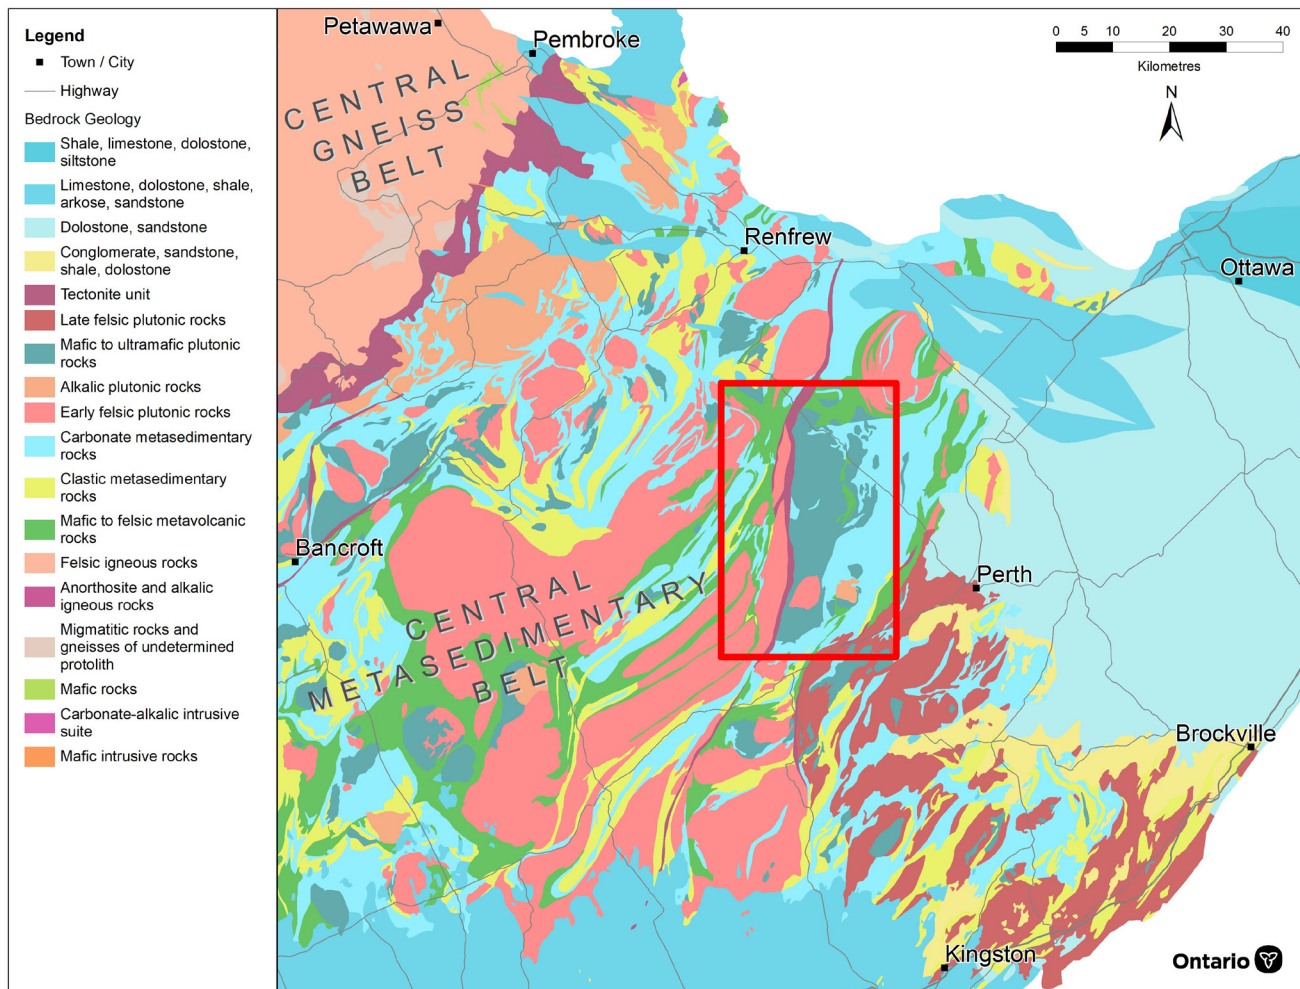 Legend
Town / City
Highway
Bedrock Geology
Shale, limestone, dolostone,
siltstone
Limestone, dolostone, shale,
arkose, sandstone
Dolostone, sandstone
Conglomerate, sandstone,
shale, dolostone
Tectonite unit
Late felsic plutonic rocks
Mafic to ultramafic plutonic
rocks
Alkalic plutonic rocks
Early felsic plutonic rocks
Carbonate metasedimentary
rocks
Clastic metasedimentary
rocks
Mafic to felsic metavolcanic
rocks
Felsic igneous rocks
Anorthosite and alkalic
igneous rocks
Migmatitic rocks and
gneisses of undetermined
protolith
Mafic rocks
Carbonate-alkalic intrusive
suite
Mafic intrusive rocks
Petawawa
Pembroke
0 5 10 20 30 40
Kilometres
N
CENTRAL
GNEISS
BELT
Renfrew
Ottawa
Bancroft
Perth
CENTRAL
METASEDIMENTARY
BELT
Brockville
Kingston
Ontario